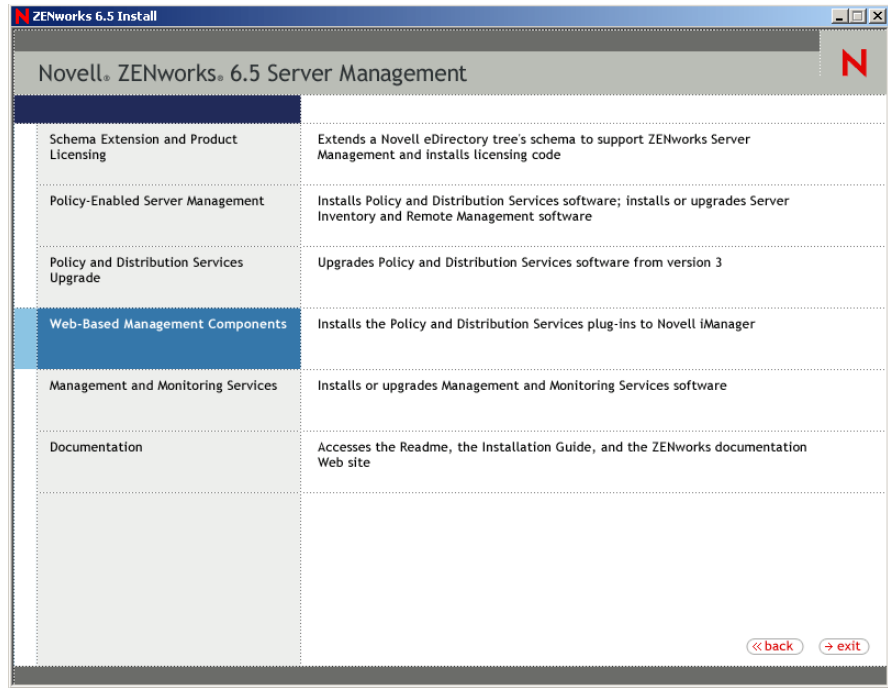 ZENworks 6.5 Install
Novell® ZENworks® 6.5 Server Management
N
Schema Extension and Product
Licensing
Extends a Novell eDirectory tree's schema to support ZENworks Server
Management and installs licensing code
Policy-Enabled Server Management
Installs Policy and Distribution Services software; installs or upgrades Server
Inventory and Remote Management software
Policy and Distribution Services
Upgrade
Upgrades Policy and Distribution Services software from version 3
Web-Based Management Components
Installs the Policy and Distribution Services plug-ins to Novell iManager
Management and Monitoring Services
Installs or upgrades Management and Monitoring Services software
Documentation
Accesses the Readme, the Installation Guide, and the ZENworks documentation
Web site
« back
→ exit